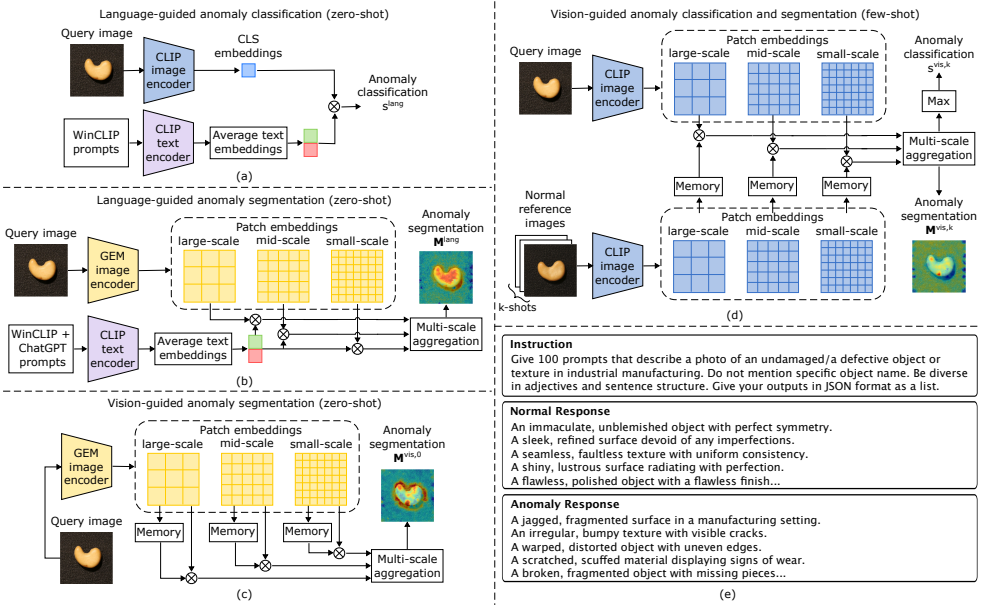 Language-guided anomaly classification (zero-shot)
Query image
CLIP
image
encoder
CLS
embeddings
Anomaly
classification
s^lang
WinCLIP
prompts
CLIP
text
encoder
Average text
embeddings
(a)
Language-guided anomaly segmentation (zero-shot)
Query image
GEM
image
encoder
Patch embeddings
large-scale
mid-scale
small-scale
Anomaly
segmentation
M^lang
WinCLIP +
ChatGPT
prompts
CLIP
text
encoder
Average text
embeddings
Multi-scale
aggregation
(b)
Vision-guided anomaly segmentation (zero-shot)
GEM
image
encoder
Patch embeddings
large-scale
mid-scale
small-scale
Anomaly
segmentation
M^vis,0
Query image
Memory
Memory
Memory
Multi-scale
aggregation
(c)
Vision-guided anomaly classification and segmentation (few-shot)
Query image
CLIP
image
encoder
Patch embeddings
large-scale
mid-scale
small-scale
Anomaly
classification
s^vis,k
Max
Multi-scale
aggregation
Memory
Memory
Memory
Normal
reference
images
k-shots
CLIP
image
encoder
Patch embeddings
large-scale
mid-scale
small-scale
Anomaly
segmentation
M^vis,k
(d)
Instruction
Give 100 prompts that describe a photo of an undamaged/a defective object or
texture in industrial manufacturing. Do not mention specific object name. Be diverse
in adjectives and sentence structure. Give your outputs in JSON format as a list.
Normal Response
An immaculate, unblemished object with perfect symmetry.
A sleek, refined surface devoid of any imperfections.
A seamless, faultless texture with uniform consistency.
A shiny, lustrous surface radiating with perfection.
A flawless, polished object with a flawless finish...
Anomaly Response
A jagged, fragmented surface in a manufacturing setting.
An irregular, bumpy texture with visible cracks.
A warped, distorted object with uneven edges.
A scratched, scuffed material displaying signs of wear.
A broken, fragmented object with missing pieces...
(e)